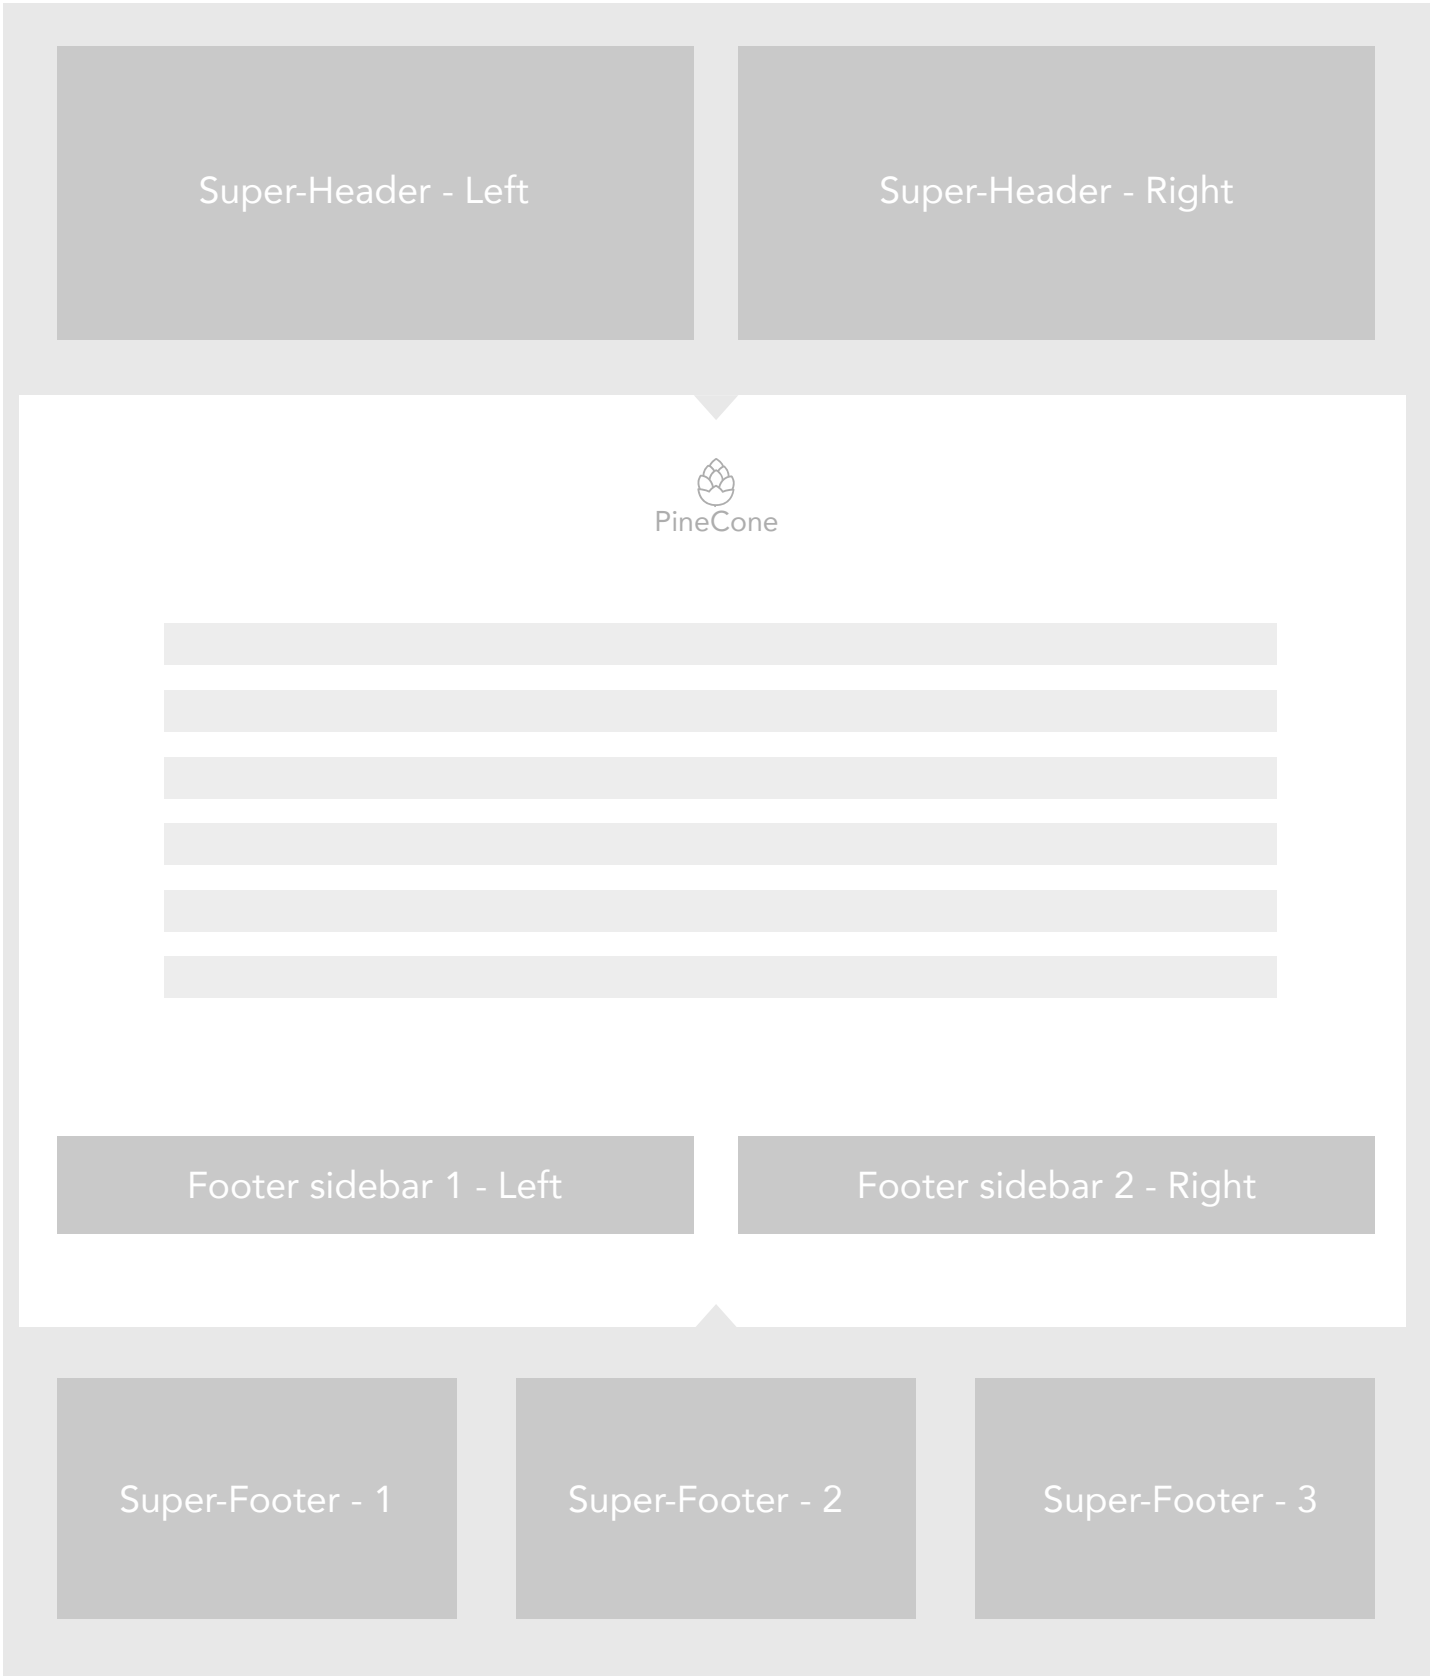 Super-Header - Left
Super-Header - Right
PineCone
Footer sidebar 1 - Left
Footer sidebar 2 - Right
Super-Footer - 1
Super-Footer - 2
Super-Footer - 3